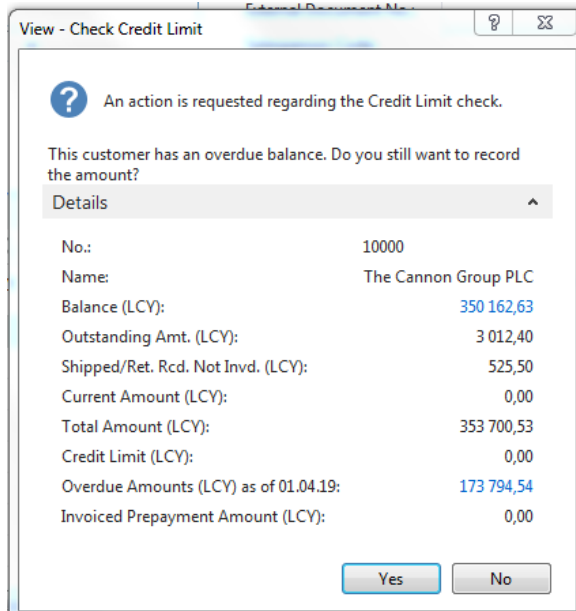 External Document No.:
View - Check Credit Limit
An action is requested regarding the Credit Limit check.
This customer has an overdue balance. Do you still want to record
the amount?
Details
No.: 10000
Name: The Cannon Group PLC
Balance (LCY): 350 162,63
Outstanding Amt. (LCY): 3 012,40
Shipped/Ret. Rcd. Not Invd. (LCY): 525,50
Current Amount (LCY): 0,00
Total Amount (LCY): 353 700,53
Credit Limit (LCY): 0,00
Overdue Amounts (LCY) as of 01.04.19: 173 794,54
Invoiced Prepayment Amount (LCY): 0,00
Yes No